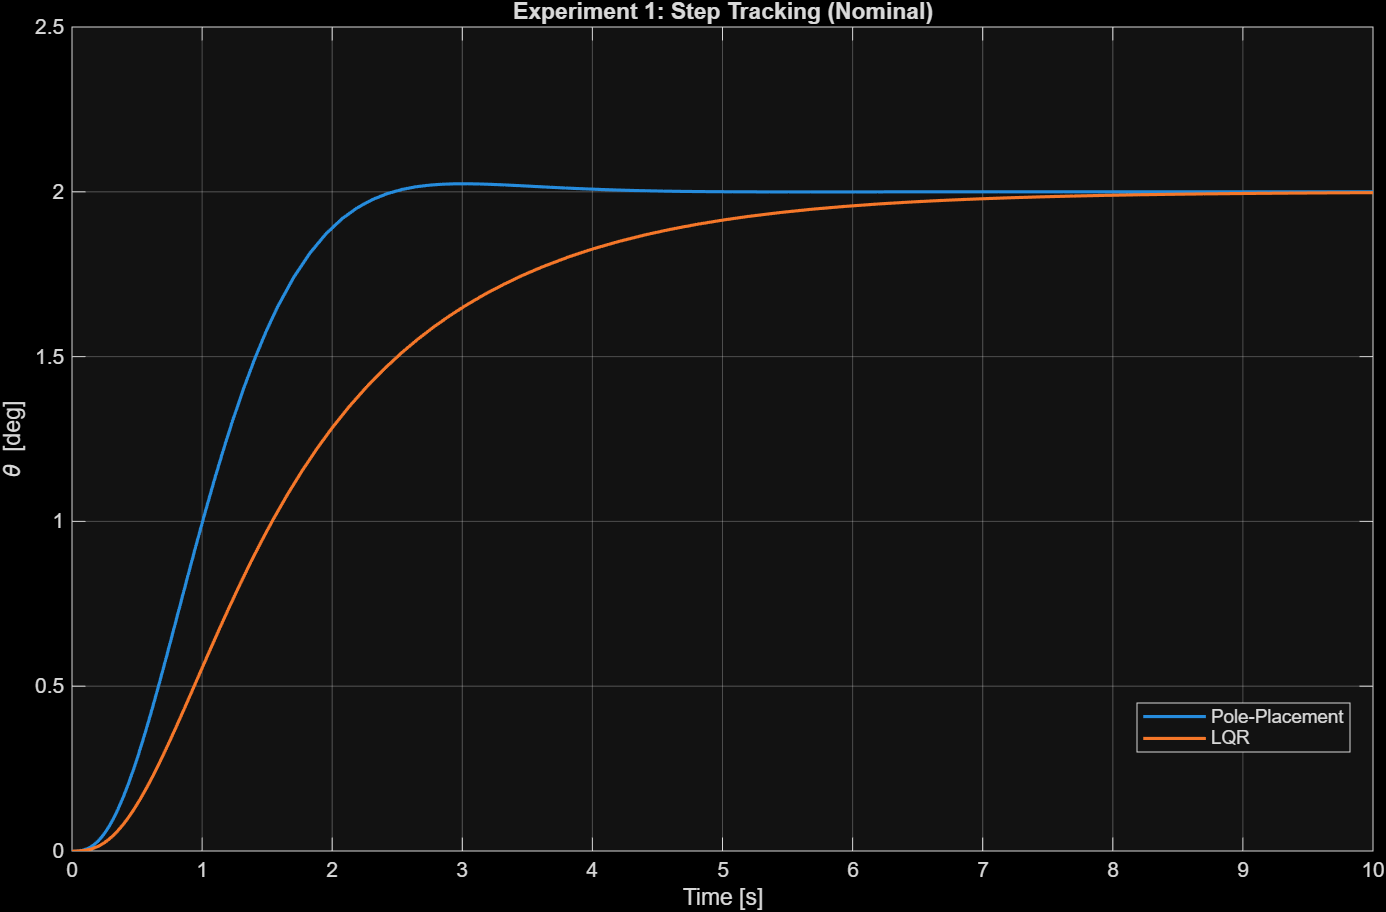 Experiment 1: Step Tracking (Nominal)
2.5
2
1.5
1
0.5
0
θ [deg]
0 1 2 3 4 5 6 7 8 9 10
Time [s]
Pole-Placement
LQR